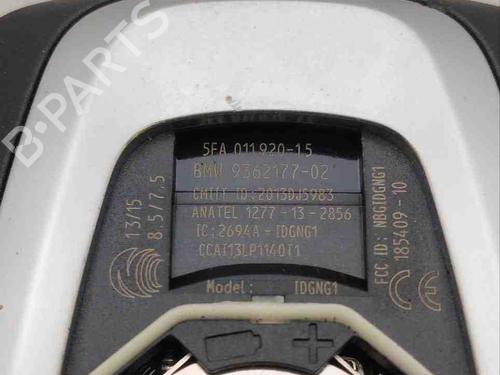 5FA 011920-15
BMW 9362177-02
CMIIT ID:2013DJ5983
ANATEL 1277-13-2856
IC:2694A-IDGNG1
CCAI13LP1140T1
Model: IDGNG1
13/15
8.5/7.5
FCC ID: NBGIDGNG1
185409-10
CE
B-PARTS